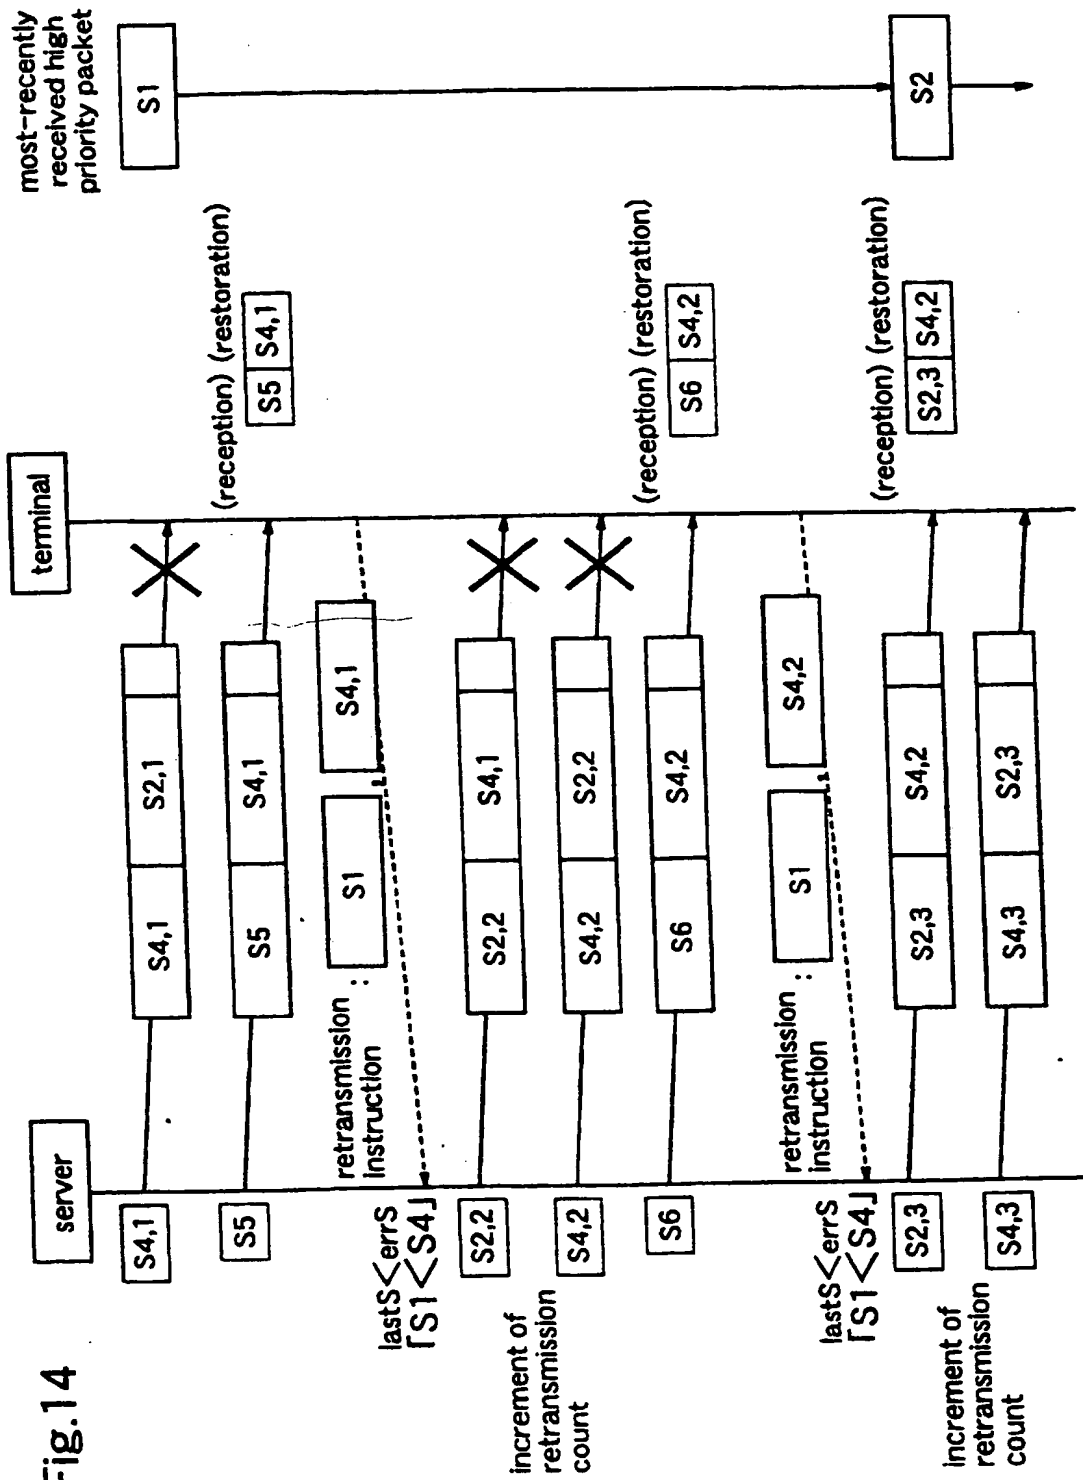 Fig.14
server
terminal
most-recently
received high
priority packet
S4,1
S4,1
S2,1
S1
(reception) (restoration)
S5
S5
S4,1
S5
S4,1
retransmission
instruction
:
S1
,
S4,1
lastS<errS
「S1<S4」
S2,2
S2,2
S4,1
increment of
retransmission
count
S4,2
S4,2
S2,2
(reception) (restoration)
S6
S6
S4,2
S6
S4,2
retransmission
instruction
:
S1
,
S4,2
lastS<errS
「S1<S4」
(reception) (restoration)
S2,3
S2,3
S4,2
S2,3
S4,2
S2
increment of
retransmission
count
S4,3
S4,3
S2,3